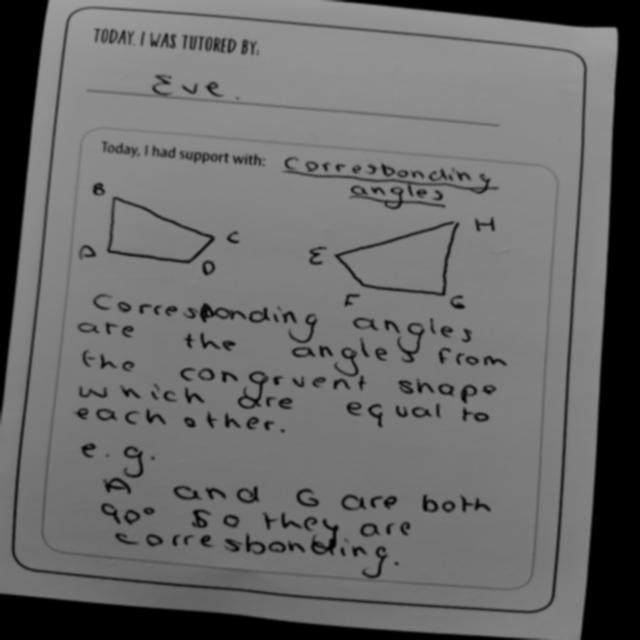 TODAY, I WAS TUTORED BY:
Eve.
Today, I had support with: Corresbonding
angles
B
C
A
D
H
E
F
G
Corresponding angles
are the angles from
the congruent shape
which are equal to
each other.
e.g.
A and G are both
90° so they are
corresbonding.